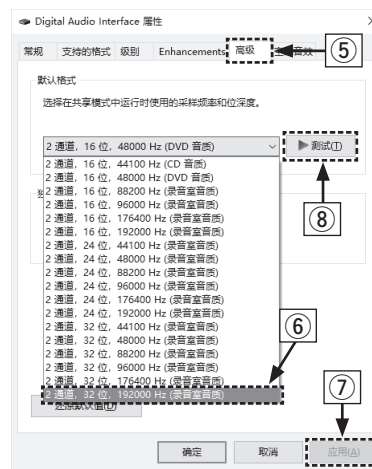 Digital Audio Interface 属性
常规 支持的格式 级别 Enhancements 高级 音效 ⑤
默认格式
选择在共享模式中运行时使用的采样频率和位深度。
2 通道, 16 位, 48000 Hz (DVD 音质) ▶测试(T)
2 通道, 16 位, 44100 Hz (CD 音质)
2 通道, 16 位, 48000 Hz (DVD 音质)
2 通道, 16 位, 88200 Hz (录音室音质)
2 通道, 16 位, 96000 Hz (录音室音质)
2 通道, 16 位, 176400 Hz (录音室音质)
2 通道, 16 位, 192000 Hz (录音室音质)
⑧
2 通道, 24 位, 44100 Hz (录音室音质)
2 通道, 24 位, 48000 Hz (录音室音质)
2 通道, 24 位, 88200 Hz (录音室音质)
2 通道, 24 位, 96000 Hz (录音室音质)
2 通道, 24 位, 176400 Hz (录音室音质)
2 通道, 24 位, 192000 Hz (录音室音质)
2 通道, 32 位, 44100 Hz (录音室音质)
2 通道, 32 位, 48000 Hz (录音室音质)
⑥
2 通道, 32 位, 88200 Hz (录音室音质)
2 通道, 32 位, 96000 Hz (录音室音质)
2 通道, 32 位, 176400 Hz (录音室音质)
2 通道, 32 位, 192000 Hz (录音室音质)
⑦
还原默认值(D)
确定 取消 应用(A)